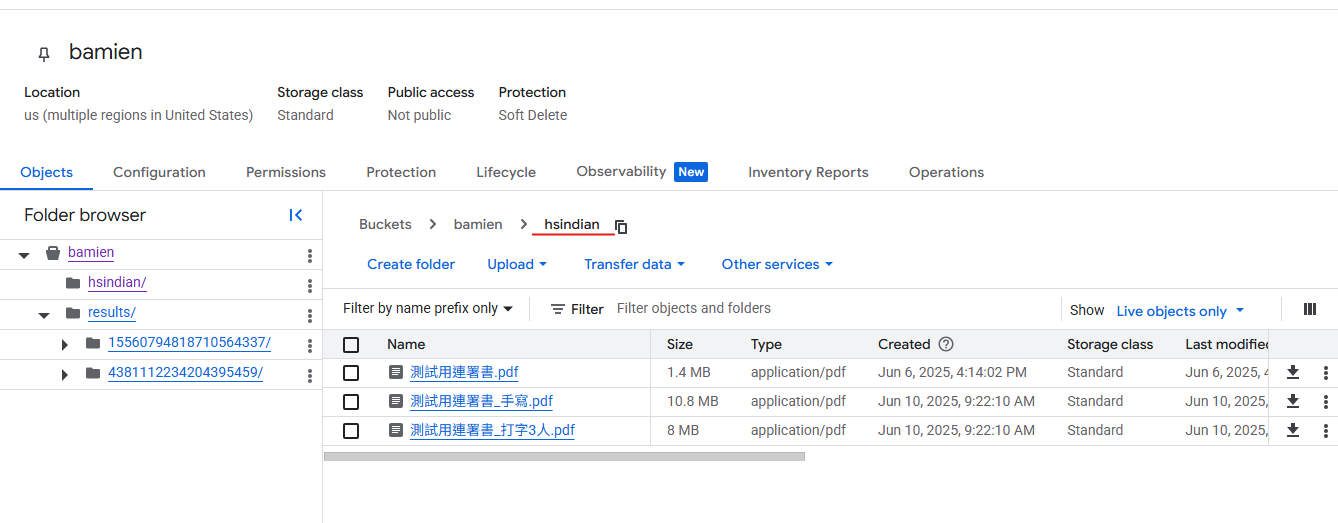 bamien
Location Storage class Public access Protection
us (multiple regions in United States) Standard Not public Soft Delete
Objects Configuration Permissions Protection Lifecycle Observability New Inventory Reports Operations
Folder browser
bamien
hsindian/
results/
15560794818710564337/
4381112234204395459/
Buckets bamien hsindian
Create folder Upload Transfer data Other services
Filter by name prefix only Filter Filter objects and folders Show Live objects only
Name Size Type Created Storage class Last modified
測試用連署書.pdf 1.4 MB application/pdf Jun 6, 2025, 4:14:02 PM Standard Jun 6, 2025, 4
測試用連署書_手寫.pdf 10.8 MB application/pdf Jun 10, 2025, 9:22:10 AM Standard Jun 10, 2025,
測試用連署書_打字3人.pdf 8 MB application/pdf Jun 10, 2025, 9:22:10 AM Standard Jun 10, 2025,